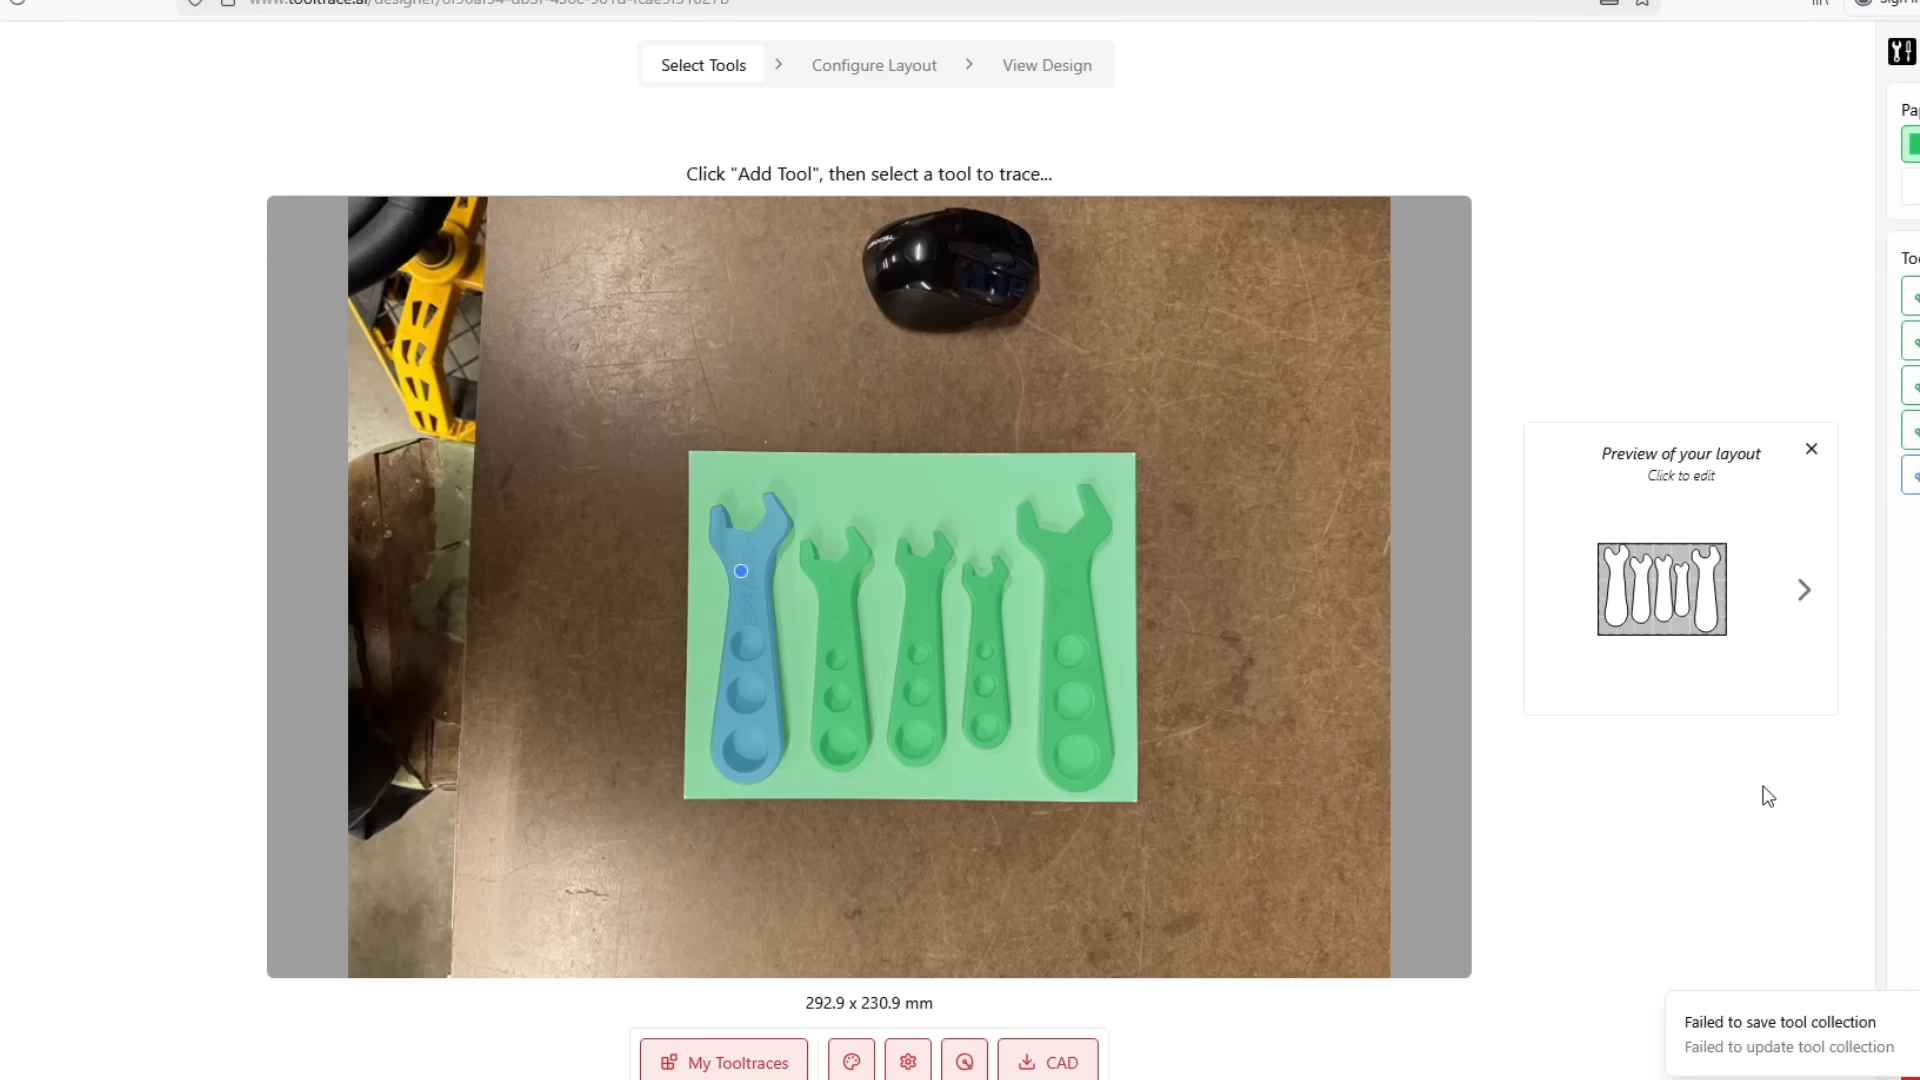 Select Tools
Configure Layout
View Design
Click "Add Tool", then select a tool to trace...
Preview of your layout
Click to edit
292.9 x 230.9 mm
My Tooltraces
CAD
Failed to save tool collection
Failed to update tool collection